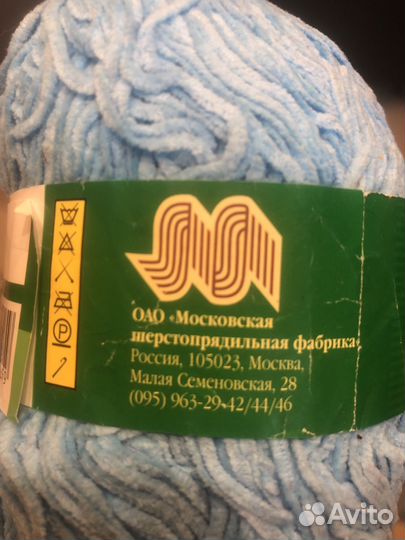 ОАО «Московская
шерстопрядильная фабрика»
Россия, 105023, Москва,
Малая Семеновская, 28
(095) 963-29-42/44/46
P
Avito